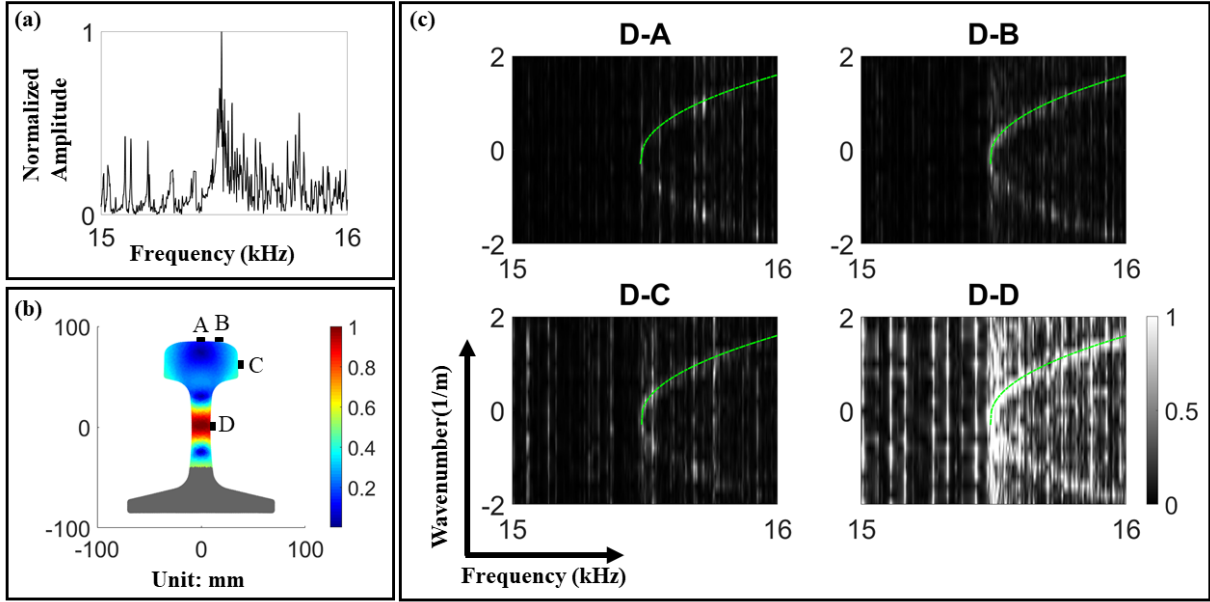 (a)
1
Normalized
Amplitude
0
15
16
Frequency (kHz)
(b)
100
0
-100
-100
0
100
Unit: mm
A
B
C
D
1
0.8
0.6
0.4
0.2
(c)
D-A
2
0
-2
15
16
D-B
2
0
-2
15
16
D-C
2
0
-2
15
16
D-D
2
0
-2
15
16
1
0.5
0
Wavenumber(1/m)
Frequency (kHz)